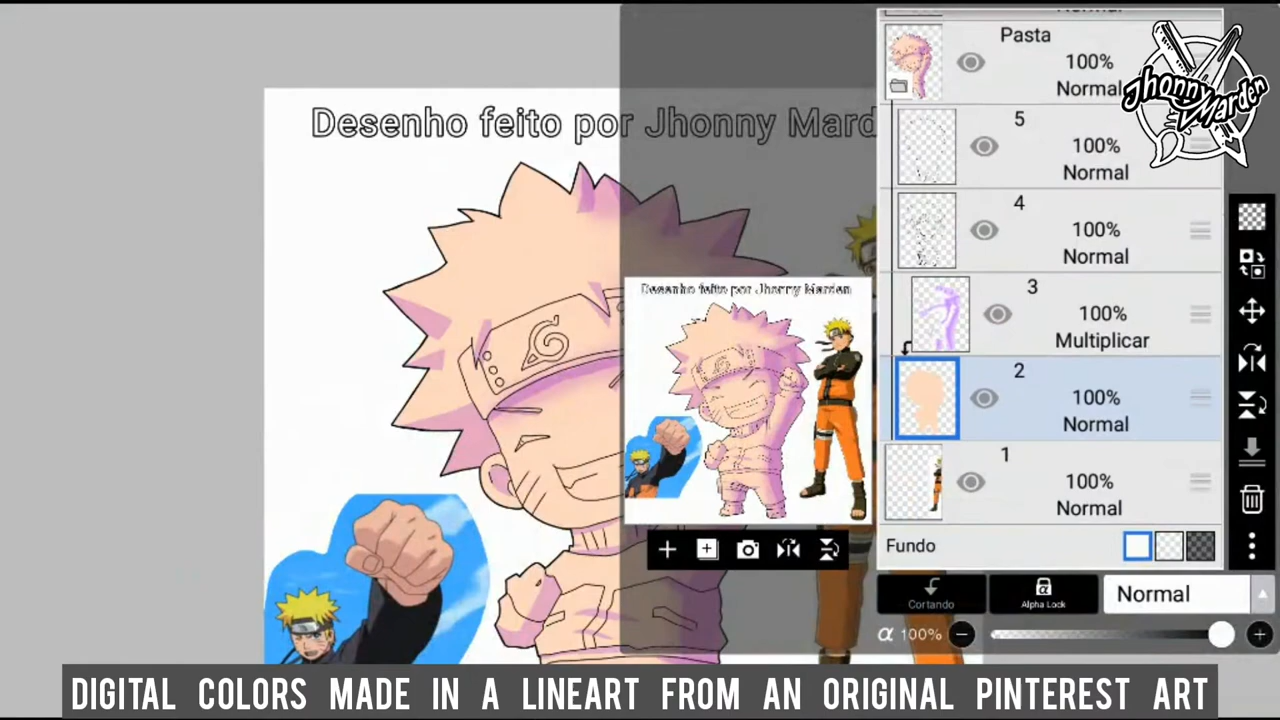 Normal
Pasta
100%
Normal
Jhonny Marden
Desenho feito por Jhonny Mard
5
100%
Normal
4
100%
Normal
3
100%
Multiplicar
Desenho feito por Jhonny Marden
2
100%
Normal
1
100%
Normal
Fundo
Cortando
Alpha Lock
Normal
α 100%
DIGITAL COLORS MADE IN A LINEART FROM AN ORIGINAL PINTEREST ART